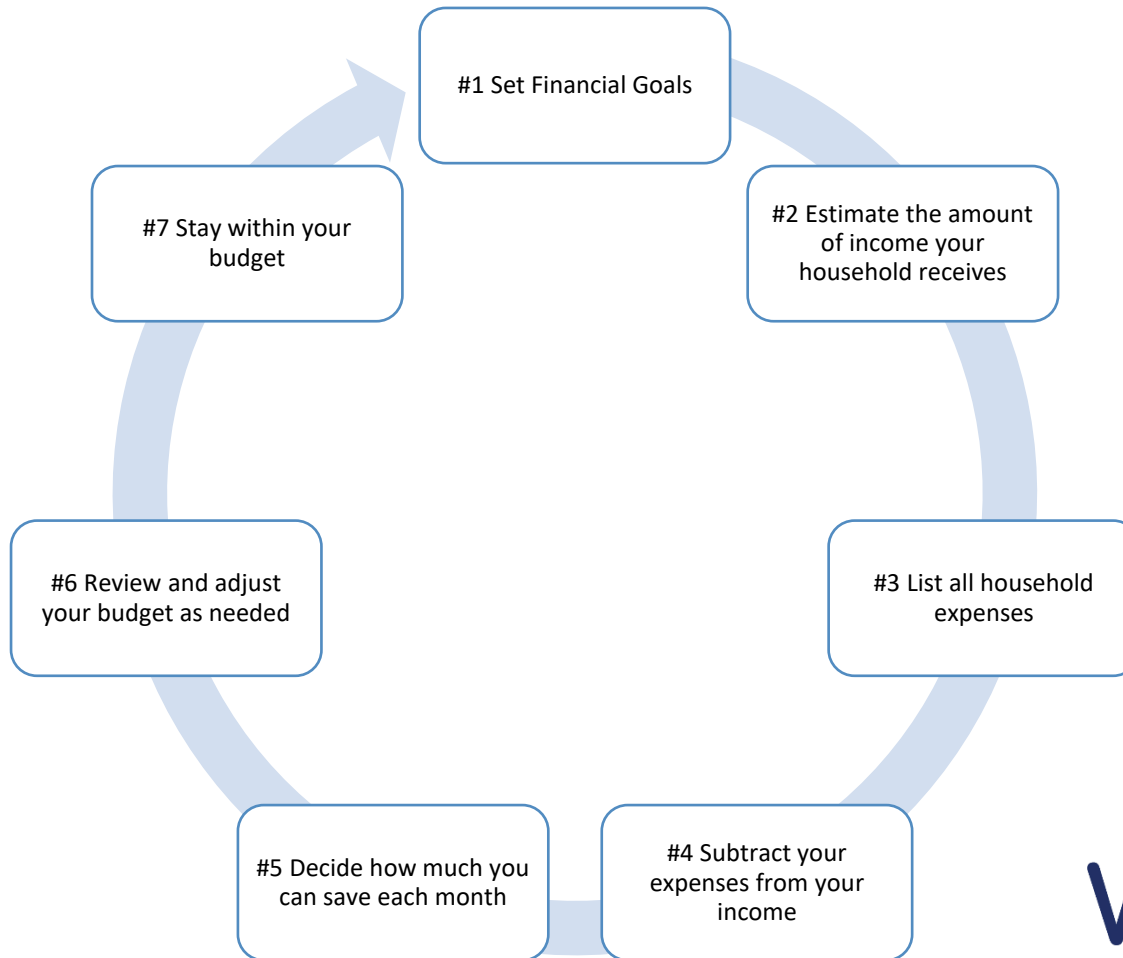 #1 Set Financial Goals
#2 Estimate the amount
of income your
household receives
#3 List all household
expenses
#4 Subtract your
expenses from your
income
#5 Decide how much you
can save each month
#6 Review and adjust
your budget as needed
#7 Stay within your
budget